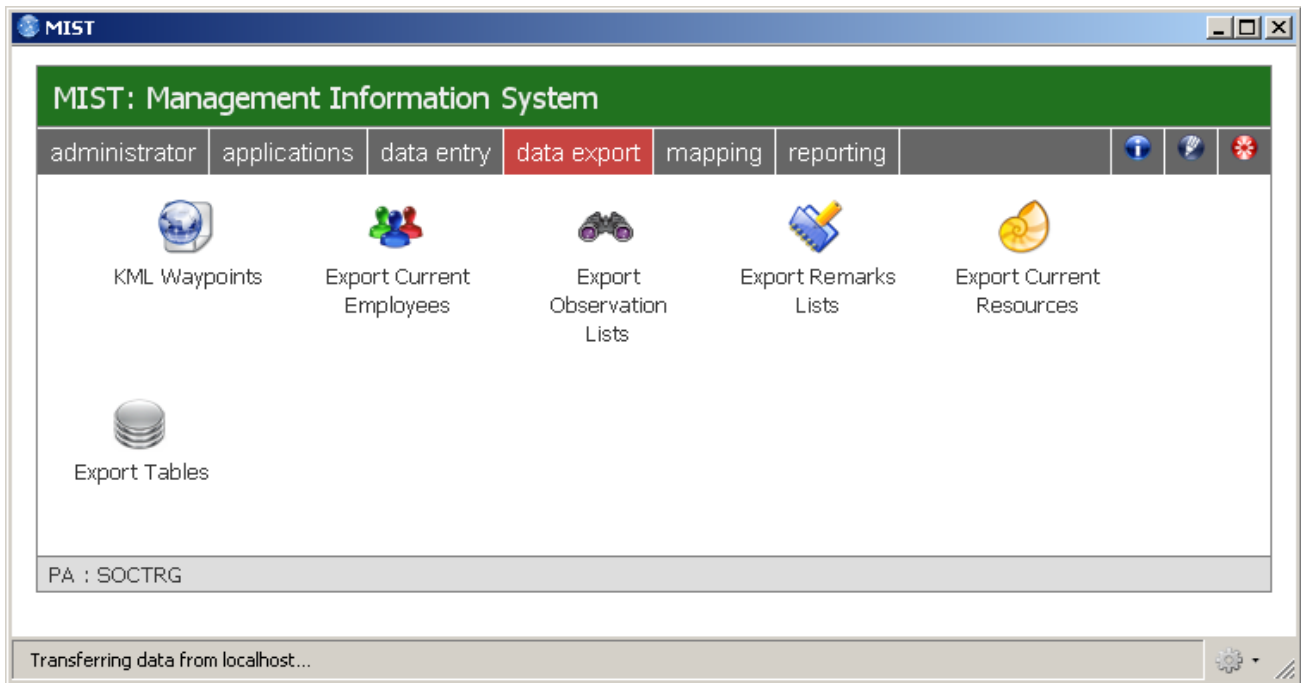 MIST
MIST: Management Information System
administrator applications data entry data export mapping reporting
KML Waypoints
Export Current
Employees
Export
Observation
Lists
Export Remarks
Lists
Export Current
Resources
Export Tables
PA : SOCTRG
Transferring data from localhost...